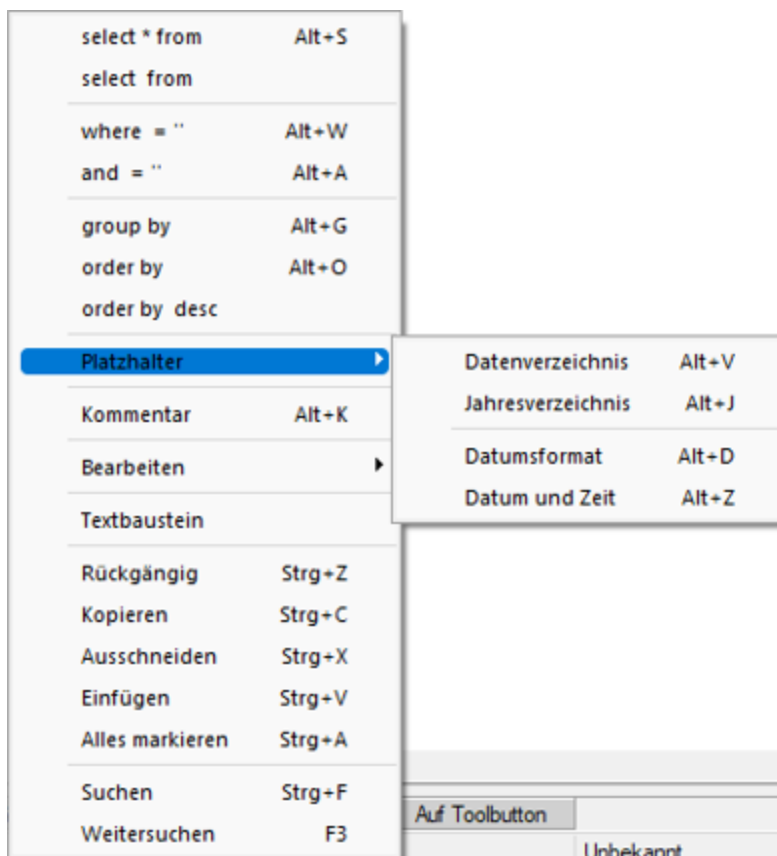 select * from Alt+S
select from
where = '' Alt+W
and = '' Alt+A
group by Alt+G
order by Alt+O
order by desc
Platzhalter
Datenverzeichnis Alt+V
Jahresverzeichnis Alt+J
Datumsformat Alt+D
Datum und Zeit Alt+Z
Kommentar Alt+K
Bearbeiten
Textbaustein
Rückgängig Strg+Z
Kopieren Strg+C
Ausschneiden Strg+X
Einfügen Strg+V
Alles markieren Strg+A
Suchen Strg+F
Weitersuchen F3
Auf Toolbutton
Unbekannt